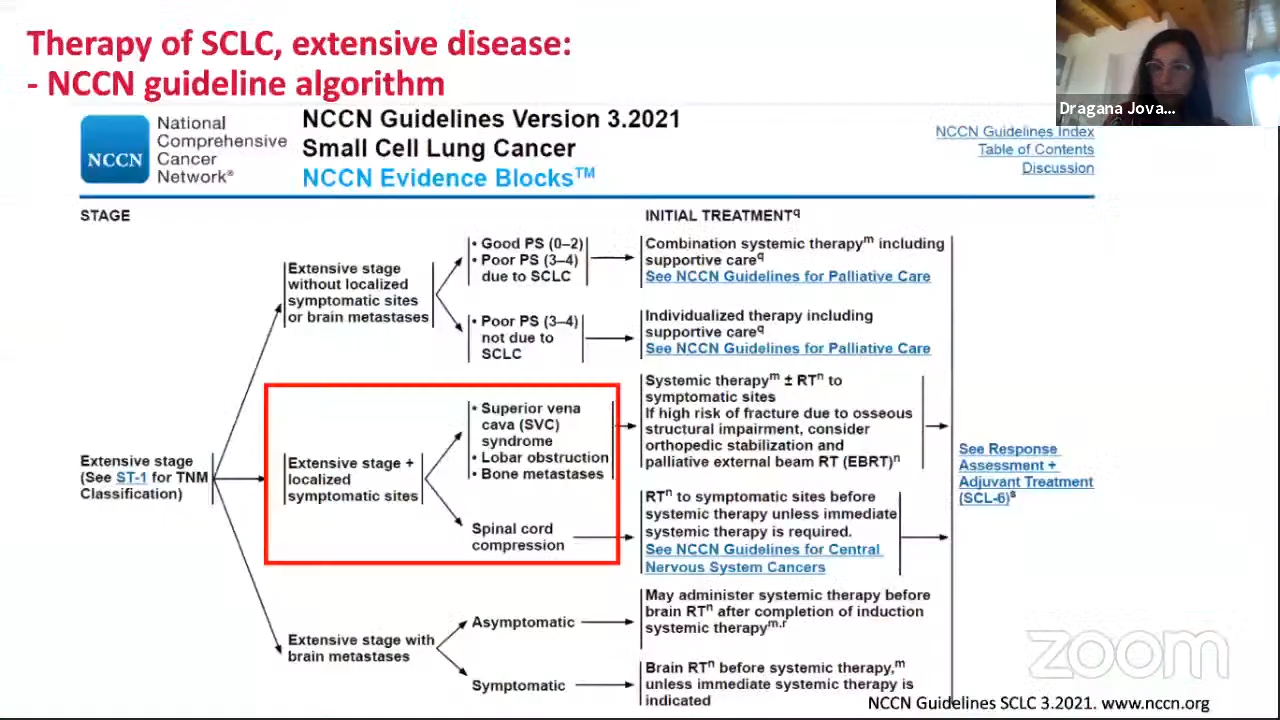 Therapy of SCLC, extensive disease:
- NCCN guideline algorithm
Dragana Jova...
NCCN
National
Comprehensive
Cancer
Network®
NCCN Guidelines Version 3.2021
Small Cell Lung Cancer
NCCN Evidence Blocks™
NCCN Guidelines Index
Table of Contents
Discussion
STAGE
INITIAL TREATMENTq
Extensive stage
(See ST-1 for TNM
Classification)
Extensive stage
without localized
symptomatic sites
or brain metastases
• Good PS (0–2)
• Poor PS (3–4)
due to SCLC
Combination systemic therapym including
supportive careq
See NCCN Guidelines for Palliative Care
• Poor PS (3–4)
not due to
SCLC
Individualized therapy including
supportive careq
See NCCN Guidelines for Palliative Care
Extensive stage +
localized
symptomatic sites
• Superior vena
cava (SVC)
syndrome
• Lobar obstruction
• Bone metastases
Systemic therapym ± RTn to
symptomatic sites
If high risk of fracture due to osseous
structural impairment, consider
orthopedic stabilization and
palliative external beam RT (EBRT)n
Spinal cord
compression
RTn to symptomatic sites before
systemic therapy unless immediate
systemic therapy is required.
See NCCN Guidelines for Central
Nervous System Cancers
Extensive stage with
brain metastases
Asymptomatic
May administer systemic therapy before
brain RTn after completion of induction
systemic therapym,r
Symptomatic
Brain RTn before systemic therapy,m
unless immediate systemic therapy is
indicated
See Response
Assessment +
Adjuvant Treatment
(SCL-6)s
zoom
NCCN Guidelines SCLC 3.2021. www.nccn.org